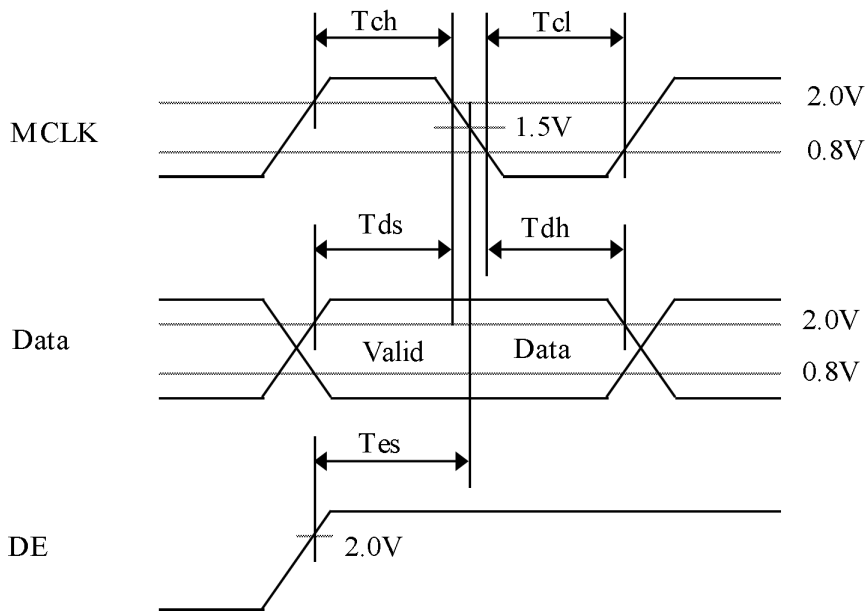 Tch
Tcl
2.0V
MCLK
1.5V
0.8V
Tds
Tdh
2.0V
Data
Valid
Data
0.8V
Tes
DE
2.0V